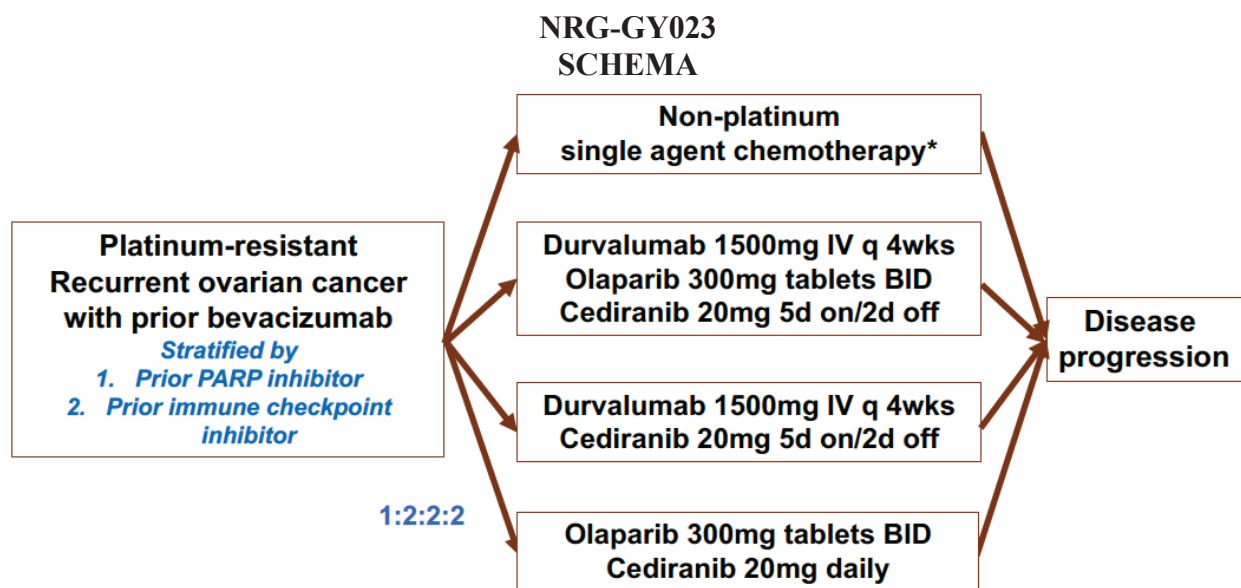 NRG-GY023
SCHEMA
Platinum-resistant
Recurrent ovarian cancer
with prior bevacizumab
Stratified by
1. Prior PARP inhibitor
2. Prior immune checkpoint
inhibitor
1:2:2:2
Non-platinum
single agent chemotherapy*
Durvalumab 1500mg IV q 4wks
Olaparib 300mg tablets BID
Cediranib 20mg 5d on/2d off
Durvalumab 1500mg IV q 4wks
Cediranib 20mg 5d on/2d off
Olaparib 300mg tablets BID
Cediranib 20mg daily
Disease
progression